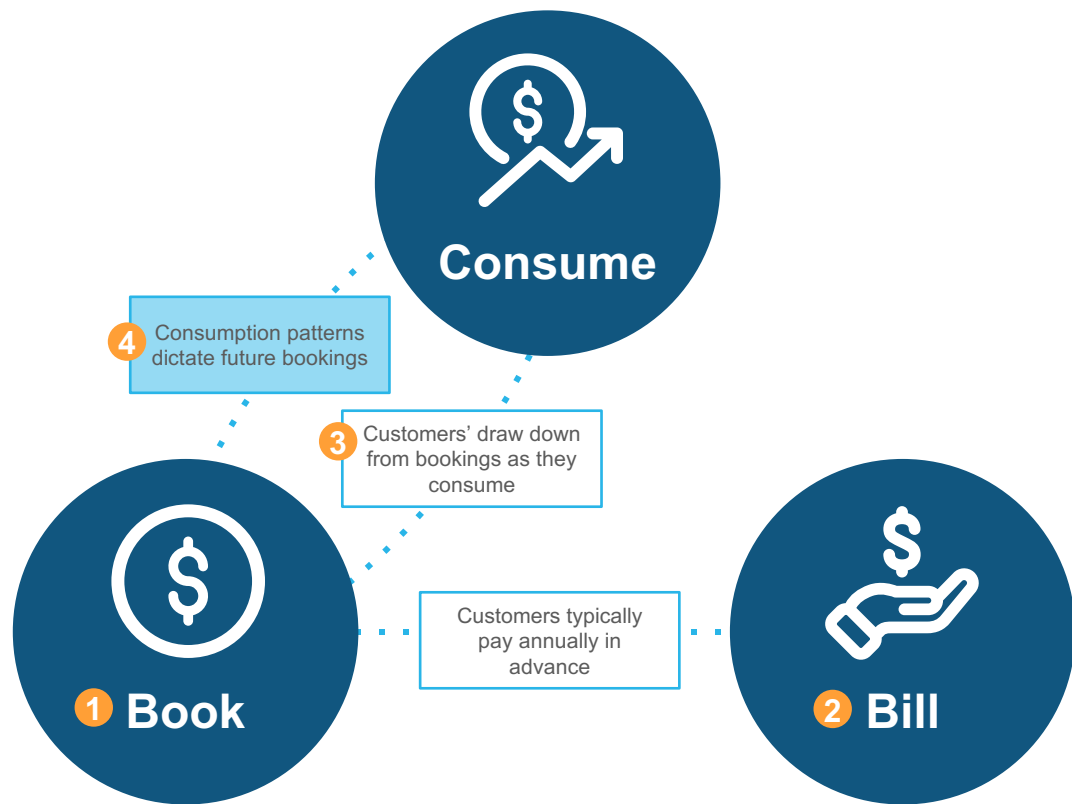 $
Consume
4
Consumption patterns
dictate future bookings
3
Customers’ draw down
from bookings as they
consume
$
1 Book
Customers typically
pay annually in
advance
$
2 Bill